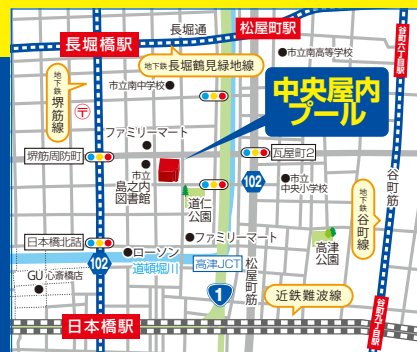 長堀通
松屋町駅
長堀橋駅
谷町六丁目駅
地下鉄長堀鶴見緑地線
市立南高等学校
地下鉄
堺筋線
市立南中学校
〒
中央屋内
プール
ファミリーマート
堺筋周防町
瓦屋町2
市立
島之内
図書館
102
市立
中央小学校
谷町筋
地下鉄
谷町線
道仁
公園
日本橋北詰
ファミリーマート
高津
公園
ローソン
102
道頓堀川
高津JCT
松屋町筋
GU心斎橋店
1
近鉄難波線
日本橋駅
谷町九丁目駅